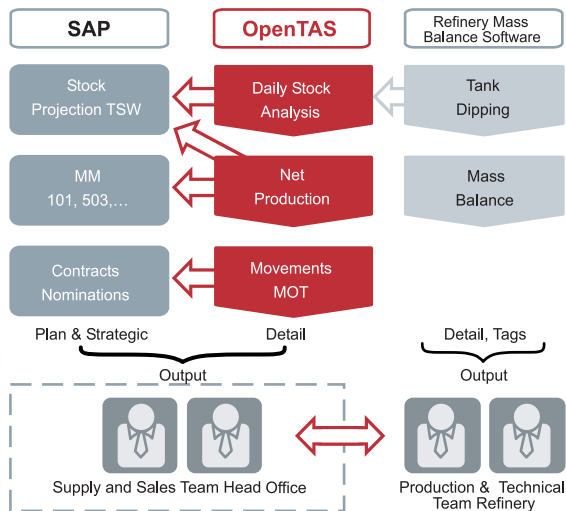 SAP
OpenTAS
Refinery Mass
Balance Software
Stock
Projection TSW
Daily Stock
Analysis
Tank
Dipping
MM
101, 503,...
Net
Production
Mass
Balance
Contracts
Nominations
Movements
MOT
Plan & Strategic
Detail
Detail, Tags
Output
Output
Supply and Sales Team Head Office
Production & Technical
Team Refinery